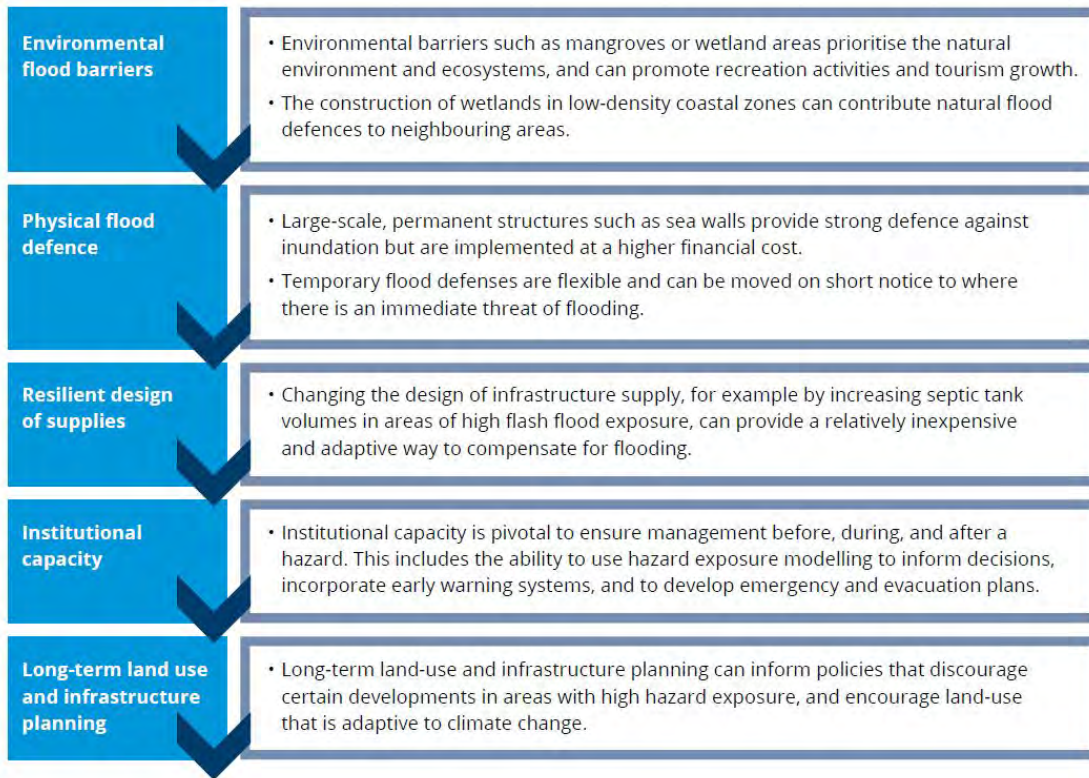 Environmental
flood barriers
• Environmental barriers such as mangroves or wetland areas prioritise the natural
environment and ecosystems, and can promote recreation activities and tourism growth.
• The construction of wetlands in low-density coastal zones can contribute natural flood
defences to neighbouring areas.
Physical flood
defence
• Large-scale, permanent structures such as sea walls provide strong defence against
inundation but are implemented at a higher financial cost.
• Temporary flood defenses are flexible and can be moved on short notice to where
there is an immediate threat of flooding.
Resilient design
of supplies
• Changing the design of infrastructure supply, for example by increasing septic tank
volumes in areas of high flash flood exposure, can provide a relatively inexpensive
and adaptive way to compensate for flooding.
Institutional
capacity
• Institutional capacity is pivotal to ensure management before, during, and after a
hazard. This includes the ability to use hazard exposure modelling to inform decisions,
incorporate early warning systems, and to develop emergency and evacuation plans.
Long-term land use
and infrastructure
planning
• Long-term land-use and infrastructure planning can inform policies that discourage
certain developments in areas with high hazard exposure, and encourage land-use
that is adaptive to climate change.